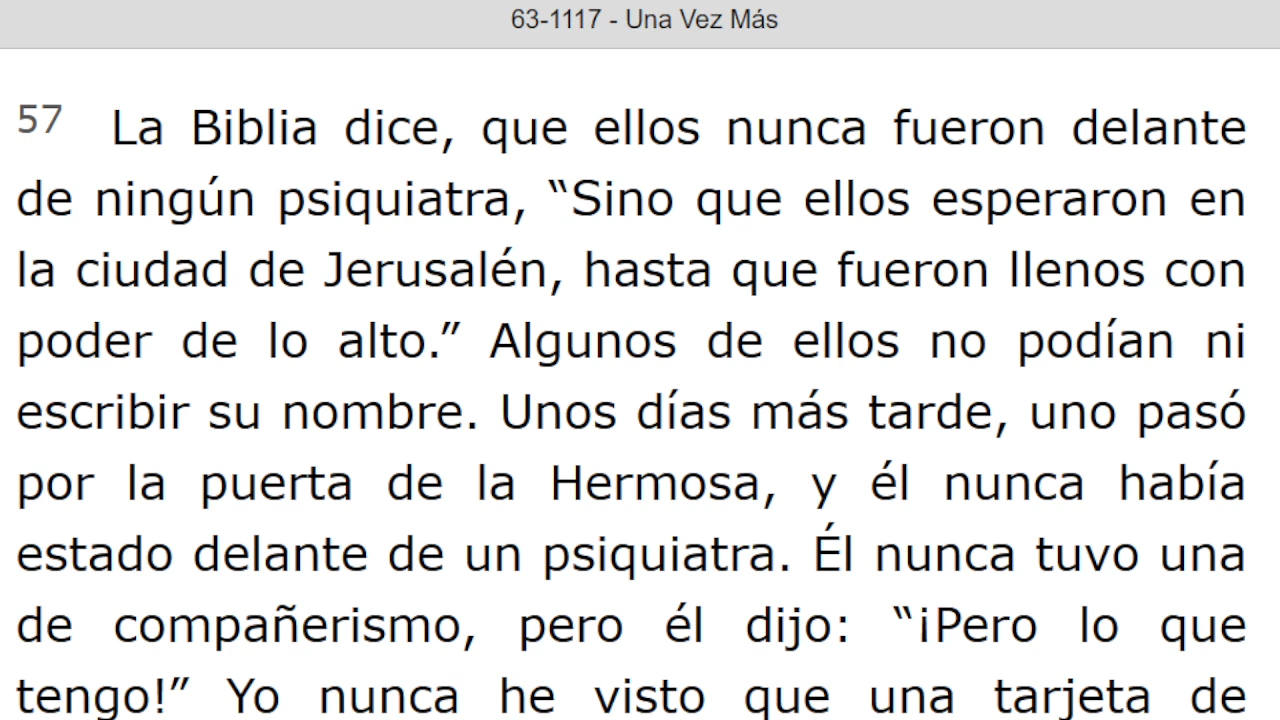 63-1117 - Una Vez Más
57 La Biblia dice, que ellos nunca fueron delante
de ningún psiquiatra, “Sino que ellos esperaron en
la ciudad de Jerusalén, hasta que fueron llenos con
poder de lo alto.” Algunos de ellos no podían ni
escribir su nombre. Unos días más tarde, uno pasó
por la puerta de la Hermosa, y él nunca había
estado delante de un psiquiatra. Él nunca tuvo una
de compañerismo, pero él dijo: “¡Pero lo que
tengo!” Yo nunca he visto que una tarjeta de